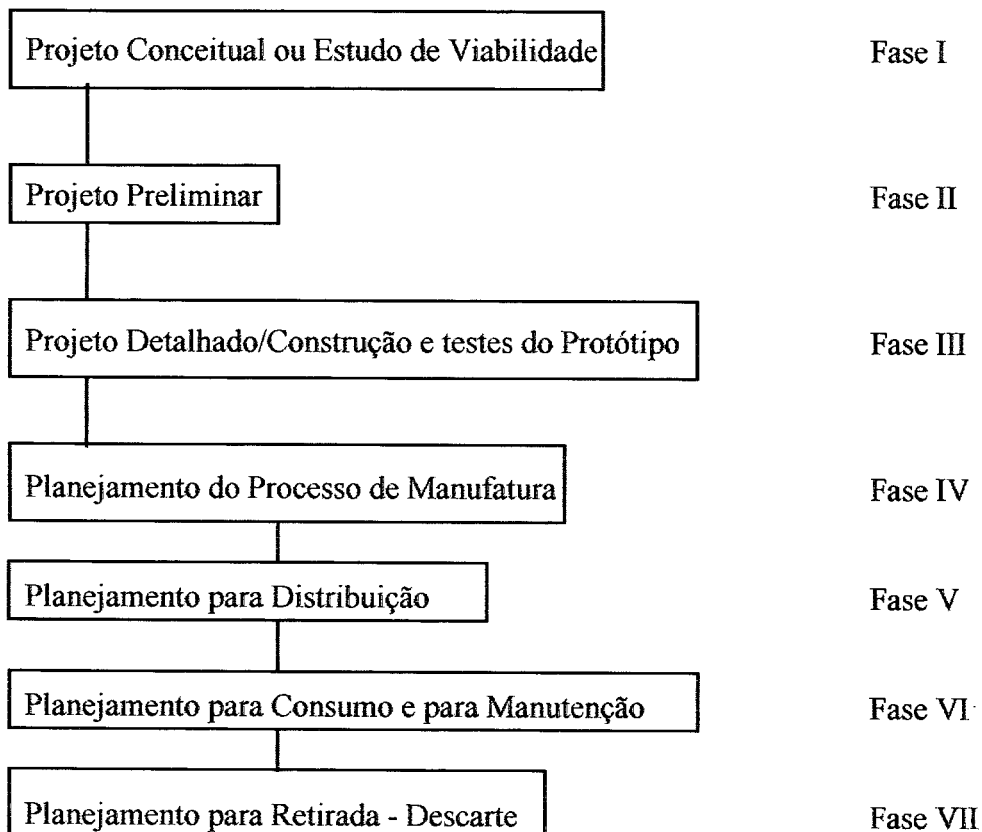 Projeto Conceitual ou Estudo de Viabilidade Fase I
Projeto Preliminar Fase II
Projeto Detalhado/Construção e testes do Protótipo Fase III
Planejamento do Processo de Manufatura Fase IV
Planejamento para Distribuição Fase V
Planejamento para Consumo e para Manutenção Fase VI
Planejamento para Retirada - Descarte Fase VII